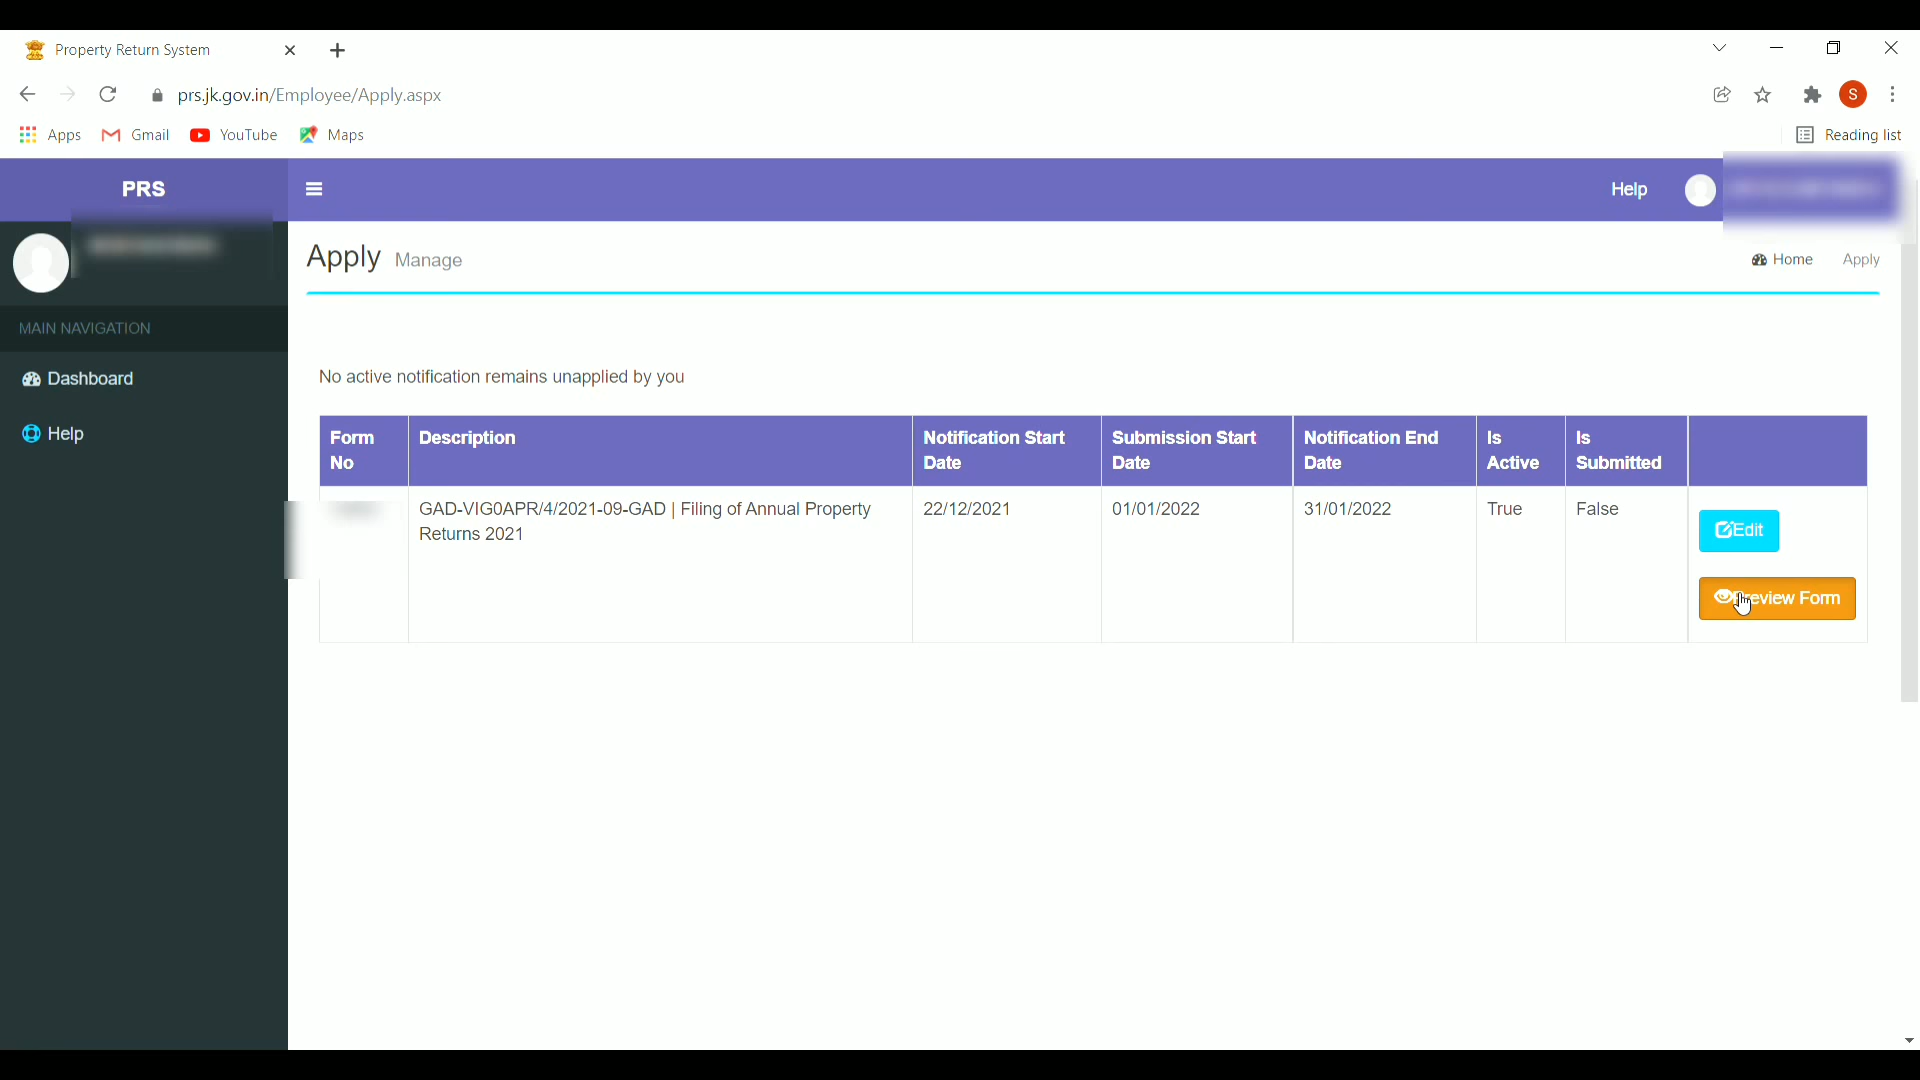 Property Return System
prs.jk.gov.in/Employee/Apply.aspx
S
Apps Gmail YouTube Maps Reading list
PRS Help
Apply Manage Home Apply
MAIN NAVIGATION
Dashboard
Help
No active notification remains unapplied by you
Form No
Description
Notification Start Date
Submission Start Date
Notification End Date
Is Active
Is Submitted
GAD-VIG0APR/4/2021-09-GAD | Filing of Annual Property
Returns 2021
22/12/2021
01/01/2022
31/01/2022
True
False
Edit
Preview Form